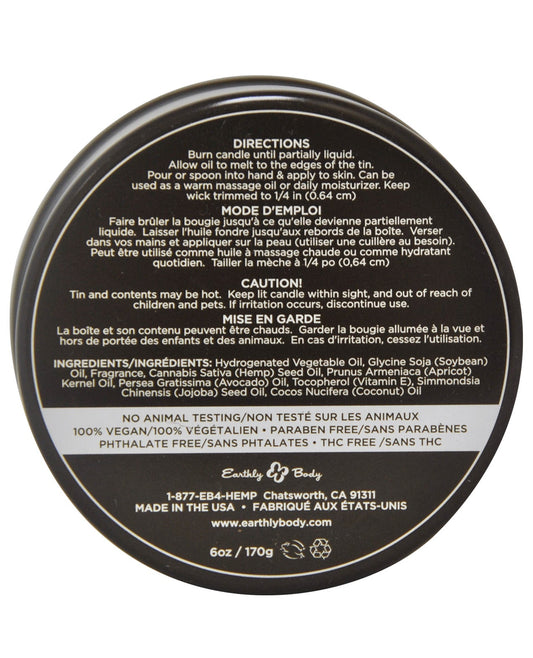 DIRECTIONS
Burn candle until partially liquid.
Allow oil to melt to the edges of the tin.
Pour or spoon into hand & apply to skin. Can be
used as a warm massage oil or daily moisturizer. Keep
wick trimmed to 1/4 in (0.64 cm)
MODE D'EMPLOI
Faire brûler la bougie jusqu'à ce qu'elle devienne partiellement
liquide. Laisser l'huile fondre jusqu'aux rebords de la boîte. Verser
dans vos mains et appliquer sur la peau (utiliser une cuillère au besoin).
Peut être utilisé comme huile à massage chaude ou comme hydratant
quotidien. Tailler la mèche à 1/4 po (0,64 cm)
CAUTION!
Tin and contents may be hot. Keep lit candle within sight, and out of reach of
children and pets. If irritation occurs, discontinue use.
MISE EN GARDE
La boîte et son contenu peuvent être chauds. Garder la bougie allumée à la vue et
hors de portée des enfants et des animaux. En cas d'irritation, cessez l'utilisation.
INGREDIENTS/INGRÉDIENTS: Hydrogenated Vegetable Oil, Glycine Soja (Soybean)
Oil, Fragrance, Cannabis Sativa (Hemp) Seed Oil, Prunus Armeniaca (Apricot)
Kernel Oil, Persea Gratissima (Avocado) Oil, Tocopherol (Vitamin E), Simmondsia
Chinensis (Jojoba) Seed Oil, Cocos Nucifera (Coconut) Oil
NO ANIMAL TESTING/NON TESTÉ SUR LES ANIMAUX
100% VEGAN/100% VÉGÉTALIEN • PARABEN FREE/SANS PARABÈNES
PHTHALATE FREE/SANS PHTALATES • THC FREE /SANS THC
Earthly Body
1-877-EB4-HEMP Chatsworth, CA 91311
MADE IN THE USA • FABRIQUÉ AUX ÉTATS-UNIS
www.earthlybody.com
6oz / 170g